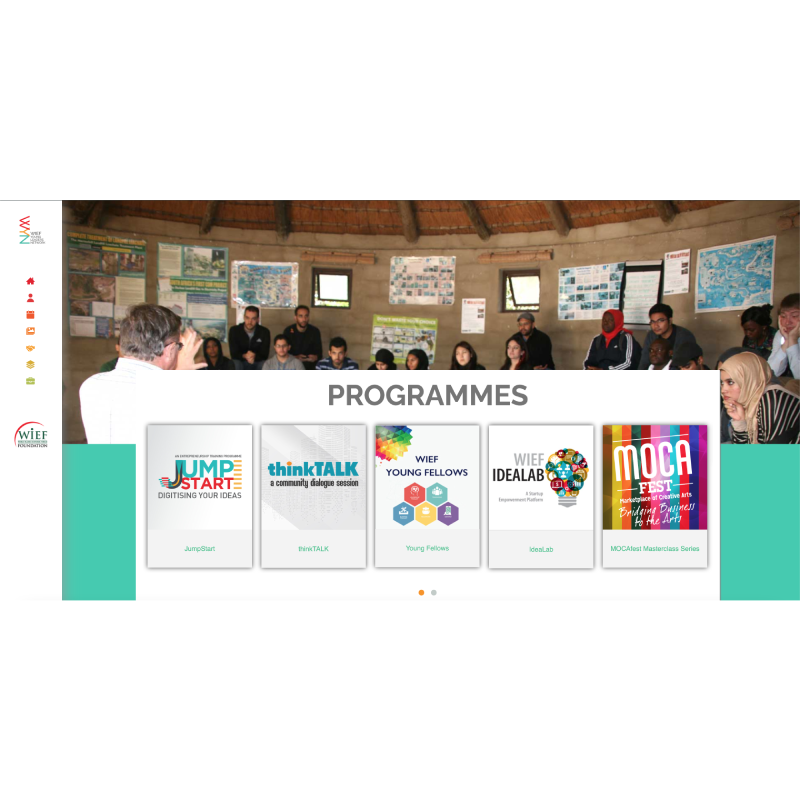 WIEF
WIEF
FOUNDATION
PROGRAMMES
AN ENTREPRENEURSHIP TRAINING PROGRAMME
JUMP
START
DIGITISING YOUR IDEAS
JumpStart
thinkTALK
a community dialogue session
thinkTALK
WIEF
YOUNG FELLOWS
Young Fellows
WIEF
IDEALAB
A Startup
Empowerment Platform
IdeaLab
MOCA
FEST
Marketplace of Creative Arts
Bridging Business
to the Arts
MOCAfest Masterclass Series